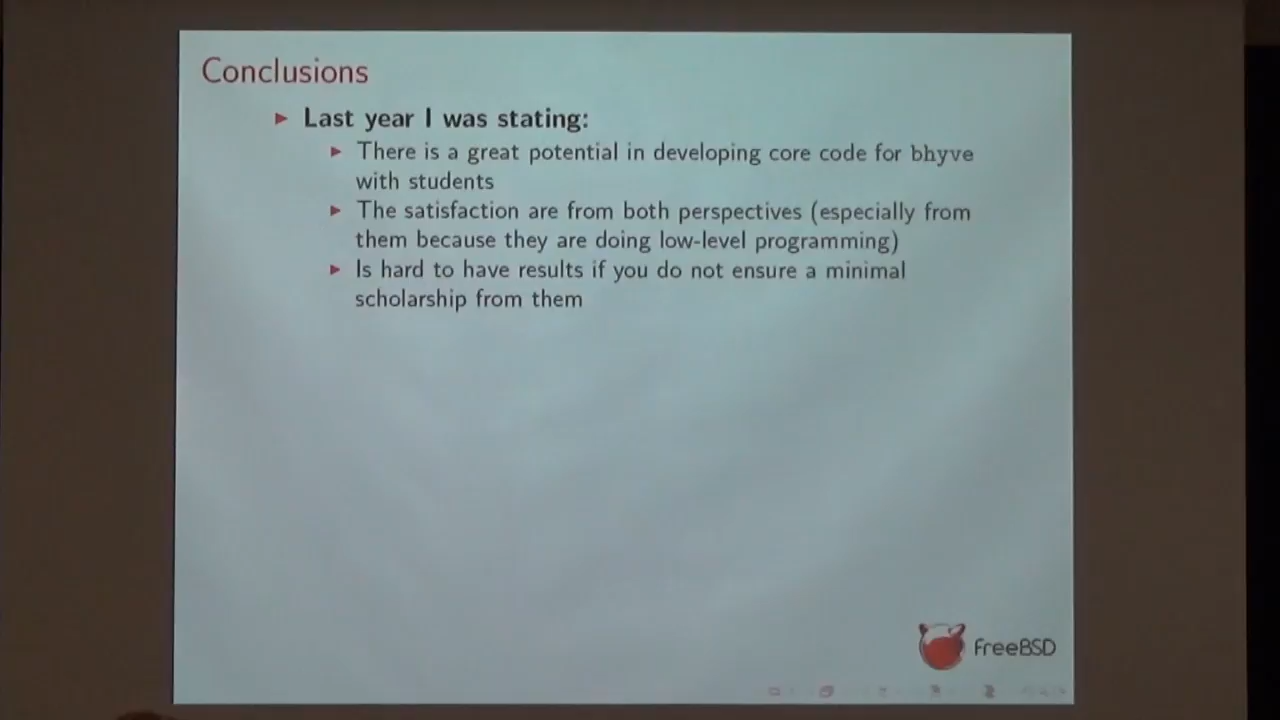 Conclusions
Last year I was stating:
There is a great potential in developing core code for bhyve
with students
The satisfaction are from both perspectives (especially from
them because they are doing low-level programming)
Is hard to have results if you do not ensure a minimal
scholarship from them
FreeBSD